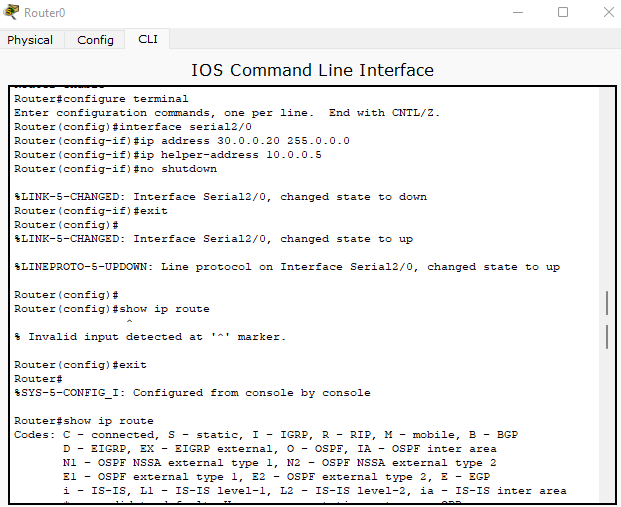 Router0
Physical Config CLI
IOS Command Line Interface
Router#configure terminal
Enter configuration commands, one per line.  End with CNTL/Z.
Router(config)#interface serial2/0
Router(config-if)#ip address 30.0.0.20 255.0.0.0
Router(config-if)#ip helper-address 10.0.0.5
Router(config-if)#no shutdown
%LINK-5-CHANGED: Interface Serial2/0, changed state to down
Router(config-if)#exit
Router(config)#
%LINK-5-CHANGED: Interface Serial2/0, changed state to up
%LINEPROTO-5-UPDOWN: Line protocol on Interface Serial2/0, changed state to up
Router(config)#
Router(config)#show ip route
^
% Invalid input detected at '^' marker.
Router(config)#exit
Router#
%SYS-5-CONFIG_I: Configured from console by console
Router#show ip route
Codes: C - connected, S - static, I - IGRP, R - RIP, M - mobile, B - BGP
D - EIGRP, EX - EIGRP external, O - OSPF, IA - OSPF inter area
N1 - OSPF NSSA external type 1, N2 - OSPF NSSA external type 2
E1 - OSPF external type 1, E2 - OSPF external type 2, E - EGP
i - IS-IS, L1 - IS-IS level-1, L2 - IS-IS level-2, ia - IS-IS inter area